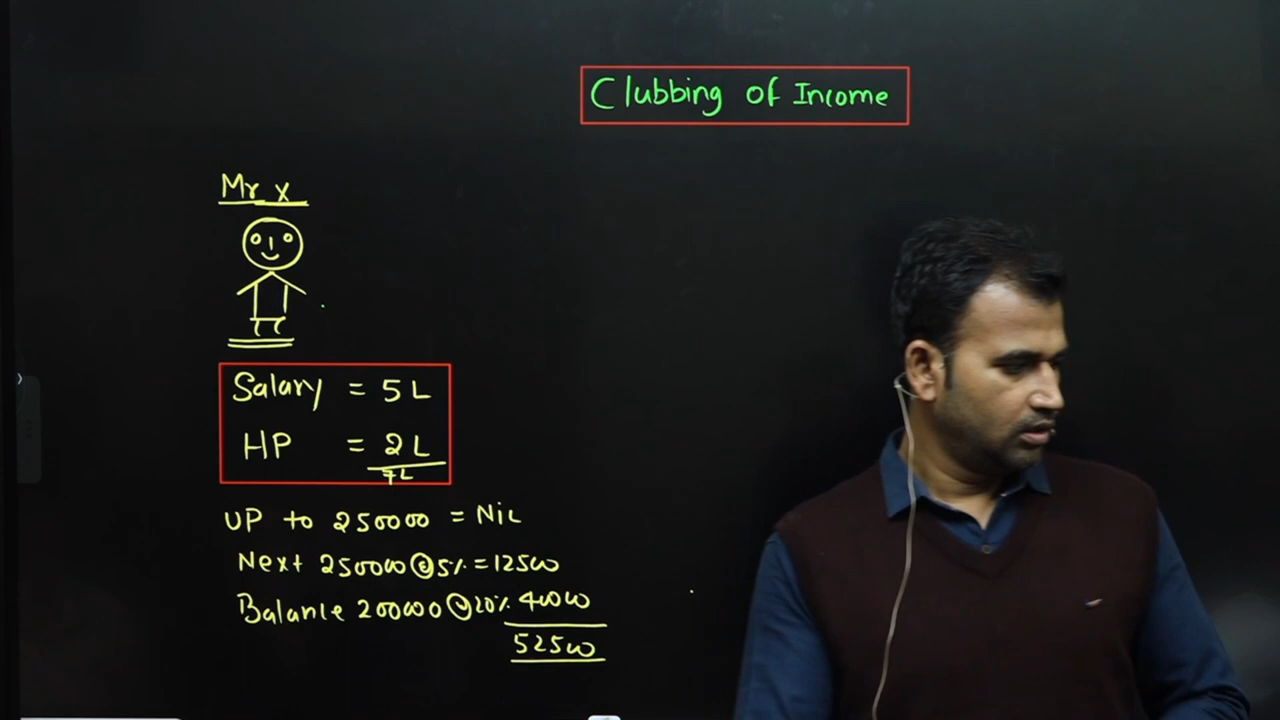 Clubbing of Income
Mr X
Salary = 5 L
HP = 2 L
7L
UP to 250000 = NiL
Next 250000 @ 5% = 12500
Balance 200000 @ 20% 40000
52500